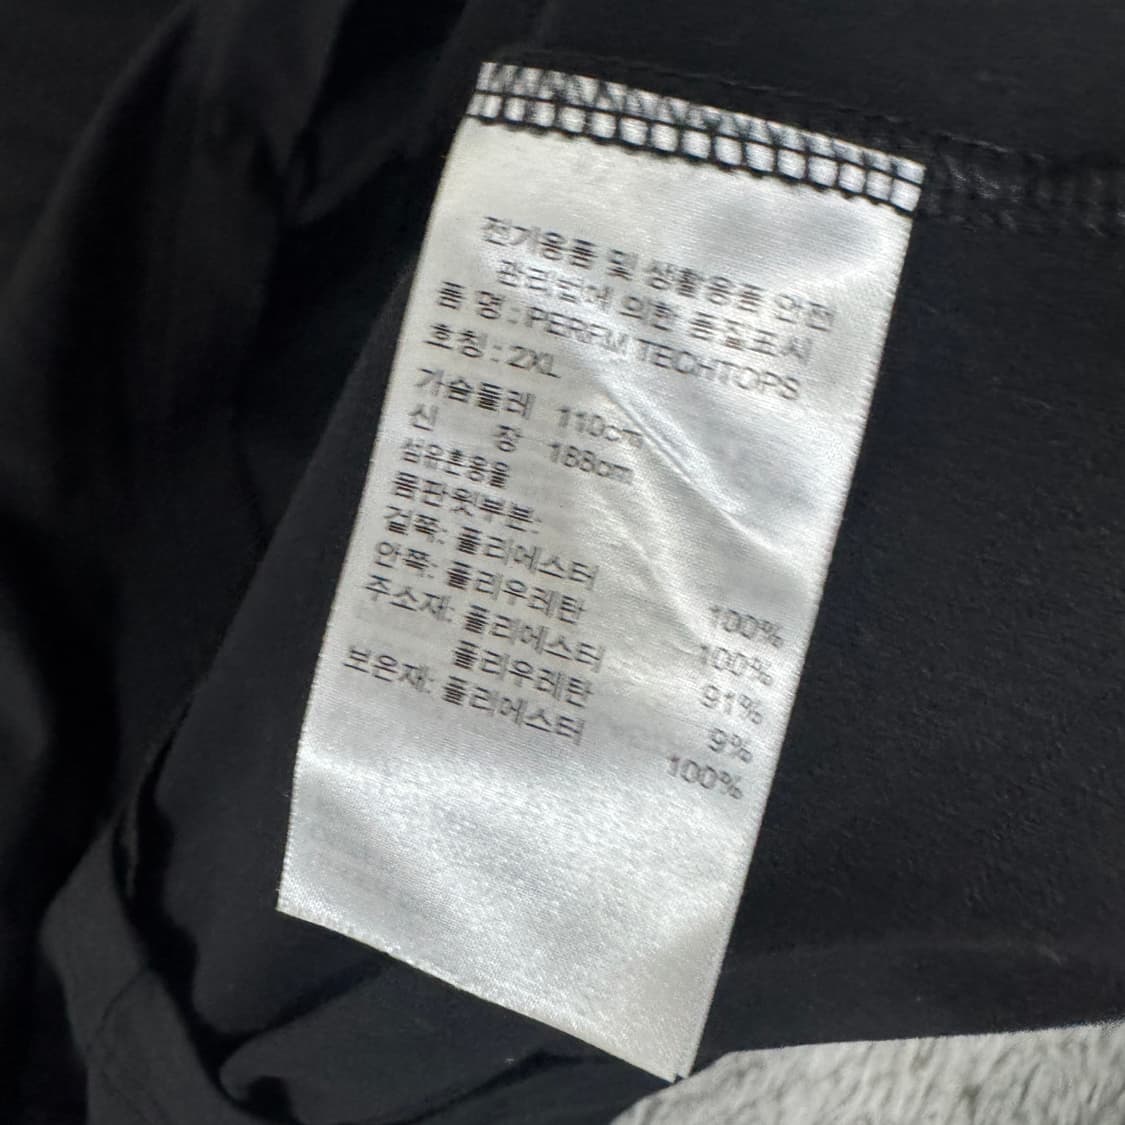 전기용품 및 생활용품 안전
관리법에 의한 품질표시
품 명 : PERFM TECHTOPS
호칭 : 2XL
가슴둘레 110cm
신 장 188cm
섬유혼용율
몸판윗부분:
겉쪽: 폴리에스터 100%
안쪽: 폴리우레탄 100%
주소재: 폴리에스터 91%
폴리우레탄 9%
보온재: 폴리에스터 100%